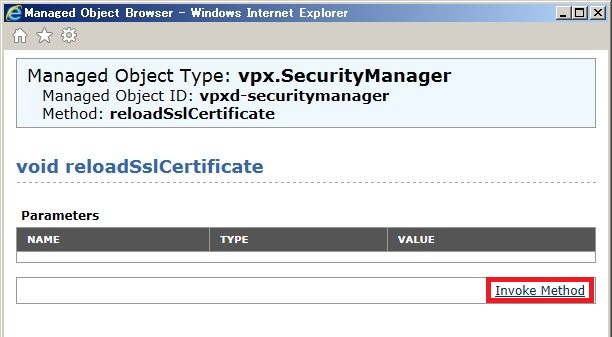 Managed Object Browser - Windows Internet Explorer
Managed Object Type: vpx.SecurityManager
Managed Object ID: vpxd-securitymanager
Method: reloadSslCertificate
void reloadSslCertificate
Parameters
NAME TYPE VALUE
Invoke Method